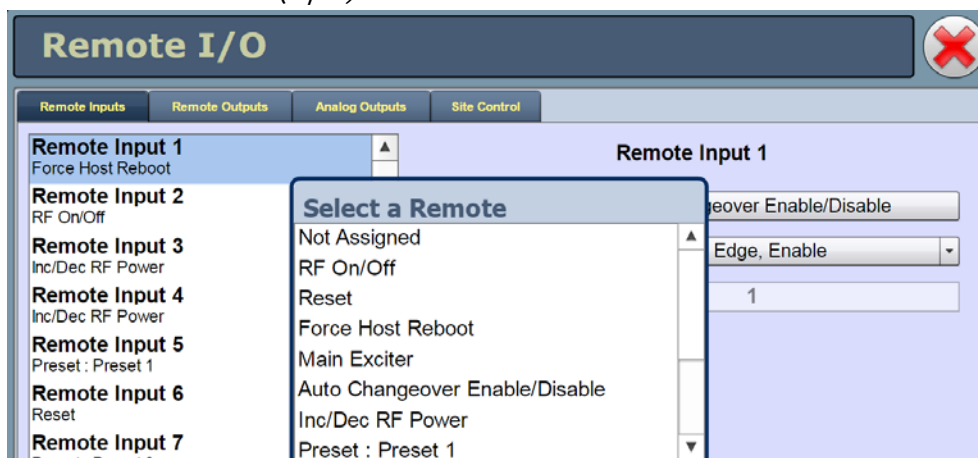 Remote I/O
Remote Inputs Remote Outputs Analog Outputs Site Control
Remote Input 1
Force Host Reboot
Remote Input 2
RF On/Off
Remote Input 3
Inc/Dec RF Power
Remote Input 4
Inc/Dec RF Power
Remote Input 5
Preset : Preset 1
Remote Input 6
Reset
Remote Input 7
Select a Remote
Not Assigned
RF On/Off
Reset
Force Host Reboot
Main Exciter
Auto Changeover Enable/Disable
Inc/Dec RF Power
Preset : Preset 1
Remote Input 1
geover Enable/Disable
Edge, Enable
1